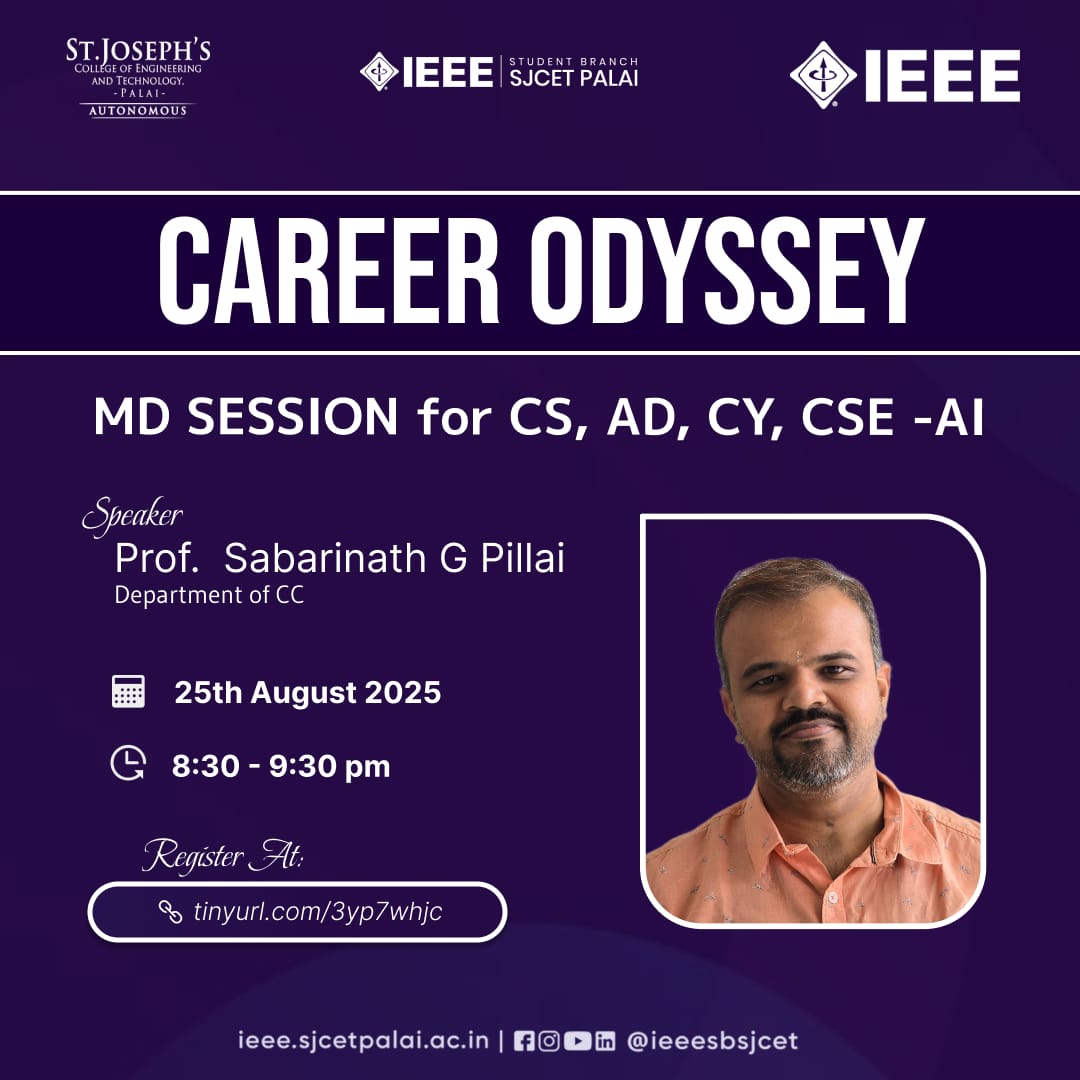 ST.JOSEPH'S
COLLEGE OF ENGINEERING
AND TECHNOLOGY.
- PALAI -
AUTONOMOUS
IEEE STUDENT BRANCH
SJCET PALAI
IEEE
CAREER ODYSSEY
MD SESSION for CS, AD, CY, CSE -AI
Speaker
Prof. Sabarinath G Pillai
Department of CC
25th August 2025
8:30 - 9:30 pm
Register At:
tinyurl.com/3yp7whjc
ieee.sjcetpalai.ac.in | @ieeesbsjcet